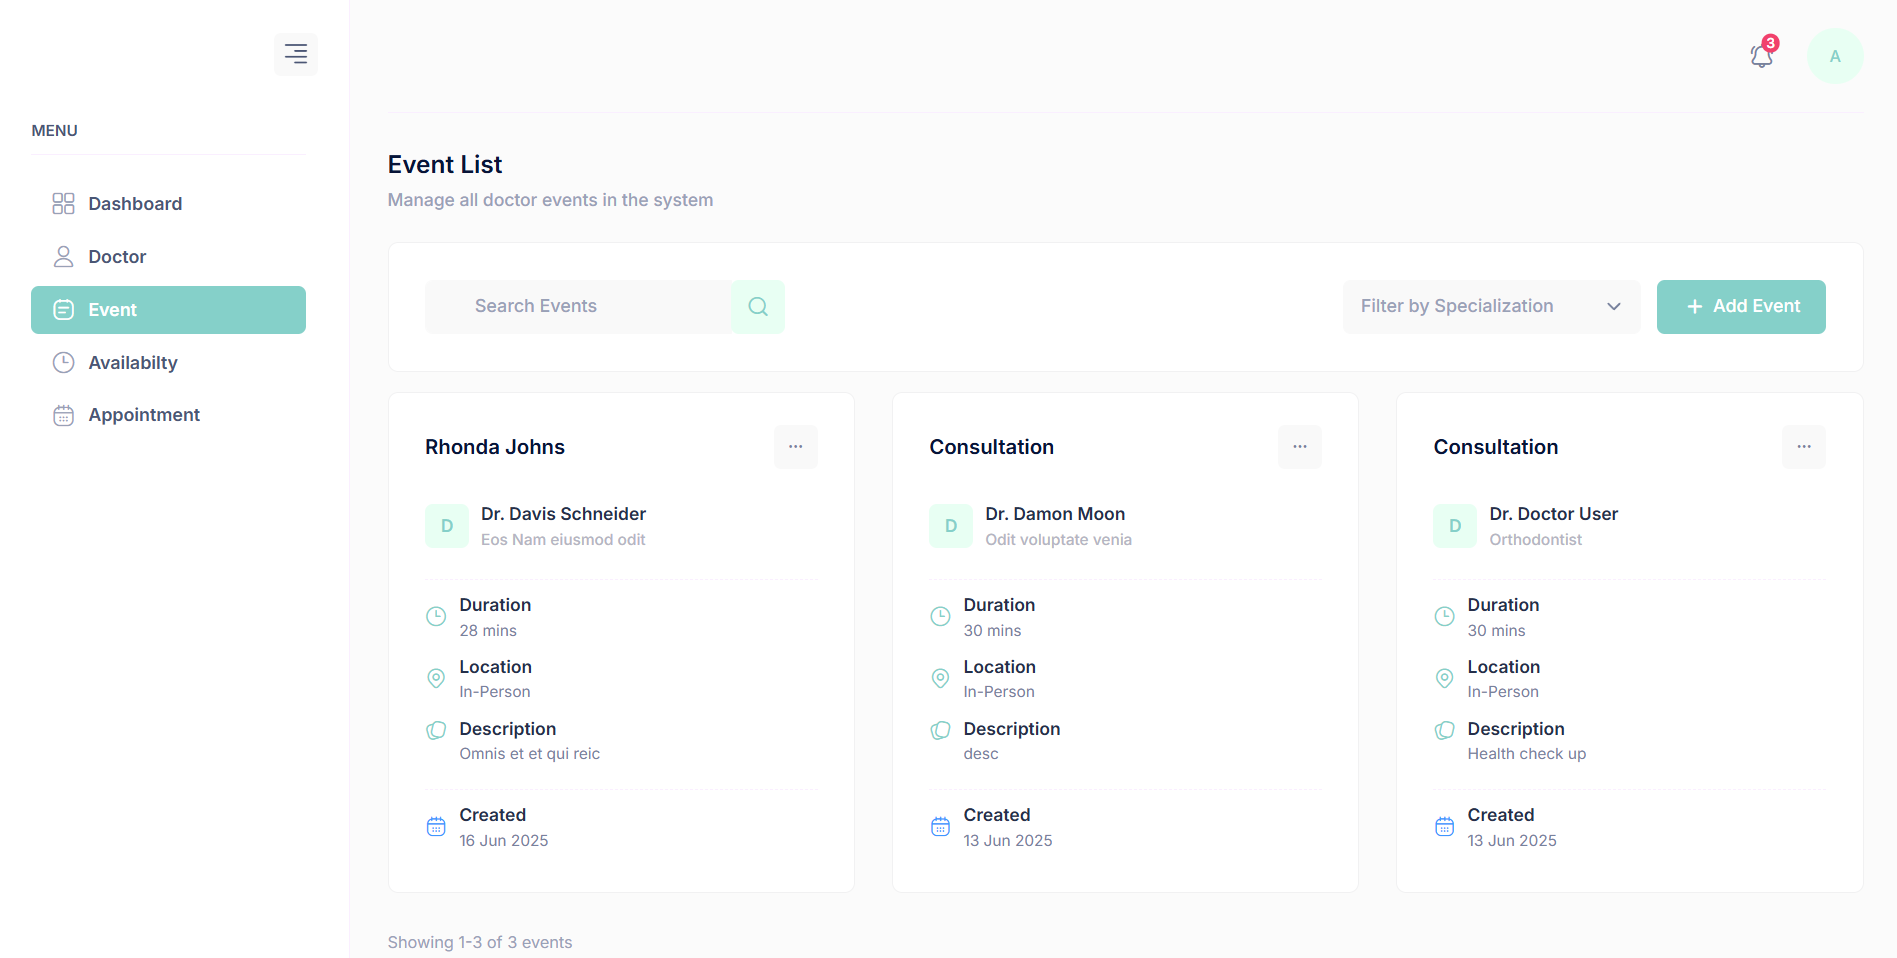 MENU
Dashboard
Doctor
Event
Availabilty
Appointment
3
A
Event List
Manage all doctor events in the system
Search Events
Filter by Specialization
+ Add Event
Rhonda Johns
...
D
Dr. Davis Schneider
Eos Nam eiusmod odit
Duration
28 mins
Location
In-Person
Description
Omnis et et qui reic
Created
16 Jun 2025
Consultation
...
D
Dr. Damon Moon
Odit voluptate venia
Duration
30 mins
Location
In-Person
Description
desc
Created
13 Jun 2025
Consultation
...
D
Dr. Doctor User
Orthodontist
Duration
30 mins
Location
In-Person
Description
Health check up
Created
13 Jun 2025
Showing 1-3 of 3 events